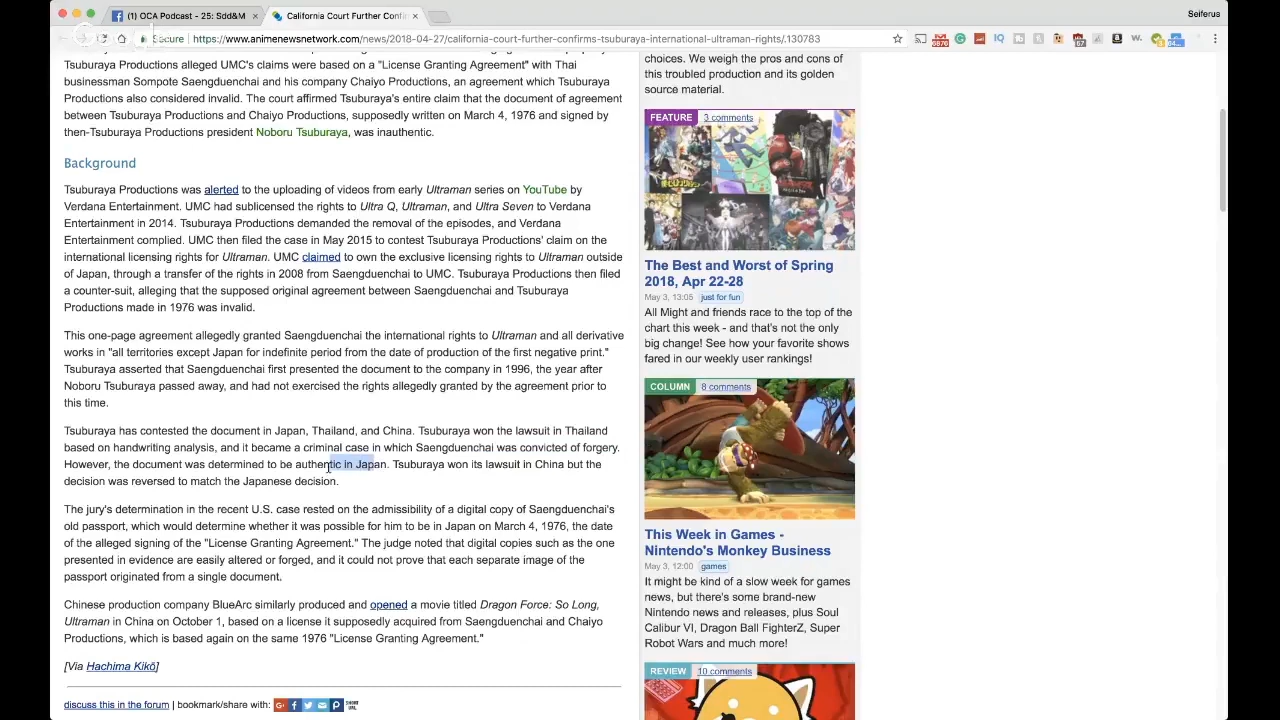 (1) OCA Podcast - 25: Sdd&M
California Court Further Confir
Seiferus
Secure
https://www.animenewsnetwork.com/news/2018-04-27/california-court-further-confirms-tsuburaya-international-ultraman-rights/.130783
Tsuburaya Productions alleged UMC's claims were based on a "License Granting Agreement" with Thai
businessman Sompote Saengduenchai and his company Chaiyo Productions, an agreement which Tsuburaya
Productions also considered invalid. The court affirmed Tsuburaya's entire claim that the document of agreement
between Tsuburaya Productions and Chaiyo Productions, supposedly written on March 4, 1976 and signed by
then-Tsuburaya Productions president Noboru Tsuburaya, was inauthentic.
Background
Tsuburaya Productions was alerted to the uploading of videos from early Ultraman series on YouTube by
Verdana Entertainment. UMC had sublicensed the rights to Ultra Q, Ultraman, and Ultra Seven to Verdana
Entertainment in 2014. Tsuburaya Productions demanded the removal of the episodes, and Verdana
Entertainment complied. UMC then filed the case in May 2015 to contest Tsuburaya Productions' claim on the
international licensing rights for Ultraman. UMC claimed to own the exclusive licensing rights to Ultraman outside
of Japan, through a transfer of the rights in 2008 from Saengduenchai to UMC. Tsuburaya Productions then filed
a counter-suit, alleging that the supposed original agreement between Saengduenchai and Tsuburaya
Productions made in 1976 was invalid.
This one-page agreement allegedly granted Saengduenchai the international rights to Ultraman and all derivative
works in "all territories except Japan for indefinite period from the date of production of the first negative print."
Tsuburaya asserted that Saengduenchai first presented the document to the company in 1996, the year after
Noboru Tsuburaya passed away, and had not exercised the rights allegedly granted by the agreement prior to
this time.
Tsuburaya has contested the document in Japan, Thailand, and China. Tsuburaya won the lawsuit in Thailand
based on handwriting analysis, and it became a criminal case in which Saengduenchai was convicted of forgery.
However, the document was determined to be authentic in Japan. Tsuburaya won its lawsuit in China but the
decision was reversed to match the Japanese decision.
The jury's determination in the recent U.S. case rested on the admissibility of a digital copy of Saengduenchai's
old passport, which would determine whether it was possible for him to be in Japan on March 4, 1976, the date
of the alleged signing of the "License Granting Agreement." The judge noted that digital copies such as the one
presented in evidence are easily altered or forged, and it could not prove that each separate image of the
passport originated from a single document.
Chinese production company BlueArc similarly produced and opened a movie titled Dragon Force: So Long,
Ultraman in China on October 1, based on a license it supposedly acquired from Saengduenchai and Chaiyo
Productions, which is based again on the same 1976 "License Granting Agreement."
[Via Hachima Kikō]
discuss this in the forum | bookmark/share with:
SHORT URL
choices. We weigh the pros and cons of
this troubled production and its golden
source material.
FEATURE 3 comments
The Best and Worst of Spring
2018, Apr 22-28
May 3, 13:05 just for fun
All Might and friends race to the top of the
chart this week - and that's not the only
big change! See how your favorite shows
fared in our weekly user rankings!
COLUMN 8 comments
This Week in Games -
Nintendo's Monkey Business
May 3, 12:00 games
It might be kind of a slow week for games
news, but there's some brand-new
Nintendo news and releases, plus Soul
Calibur VI, Dragon Ball FighterZ, Super
Robot Wars and much more!
REVIEW 10 comments